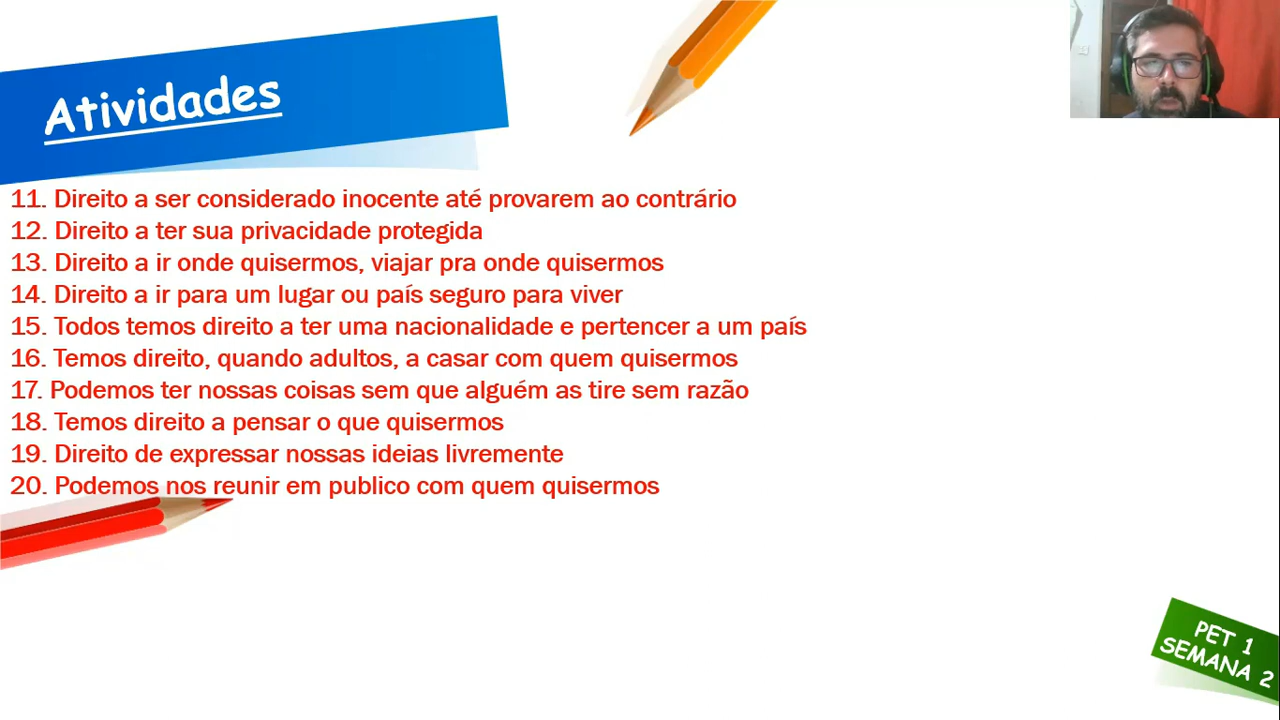 Atividades
11. Direito a ser considerado inocente até provarem ao contrário
12. Direito a ter sua privacidade protegida
13. Direito a ir onde quisermos, viajar pra onde quisermos
14. Direito a ir para um lugar ou país seguro para viver
15. Todos temos direito a ter uma nacionalidade e pertencer a um país
16. Temos direito, quando adultos, a casar com quem quisermos
17. Podemos ter nossas coisas sem que alguém as tire sem razão
18. Temos direito a pensar o que quisermos
19. Direito de expressar nossas ideias livremente
20. Podemos nos reunir em publico com quem quisermos
PET 1
SEMANA 2